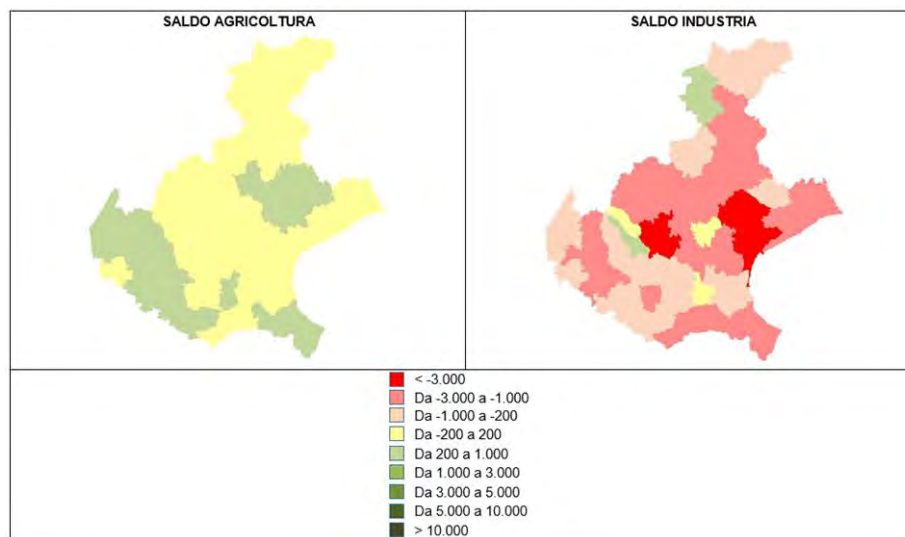 SALDO AGRICOLTURA
SALDO INDUSTRIA
< -3.000
Da -3.000 a -1.000
Da -1.000 a -200
Da -200 a 200
Da 200 a 1.000
Da 1.000 a 3.000
Da 3.000 a 5.000
Da 5.000 a 10.000
> 10.000